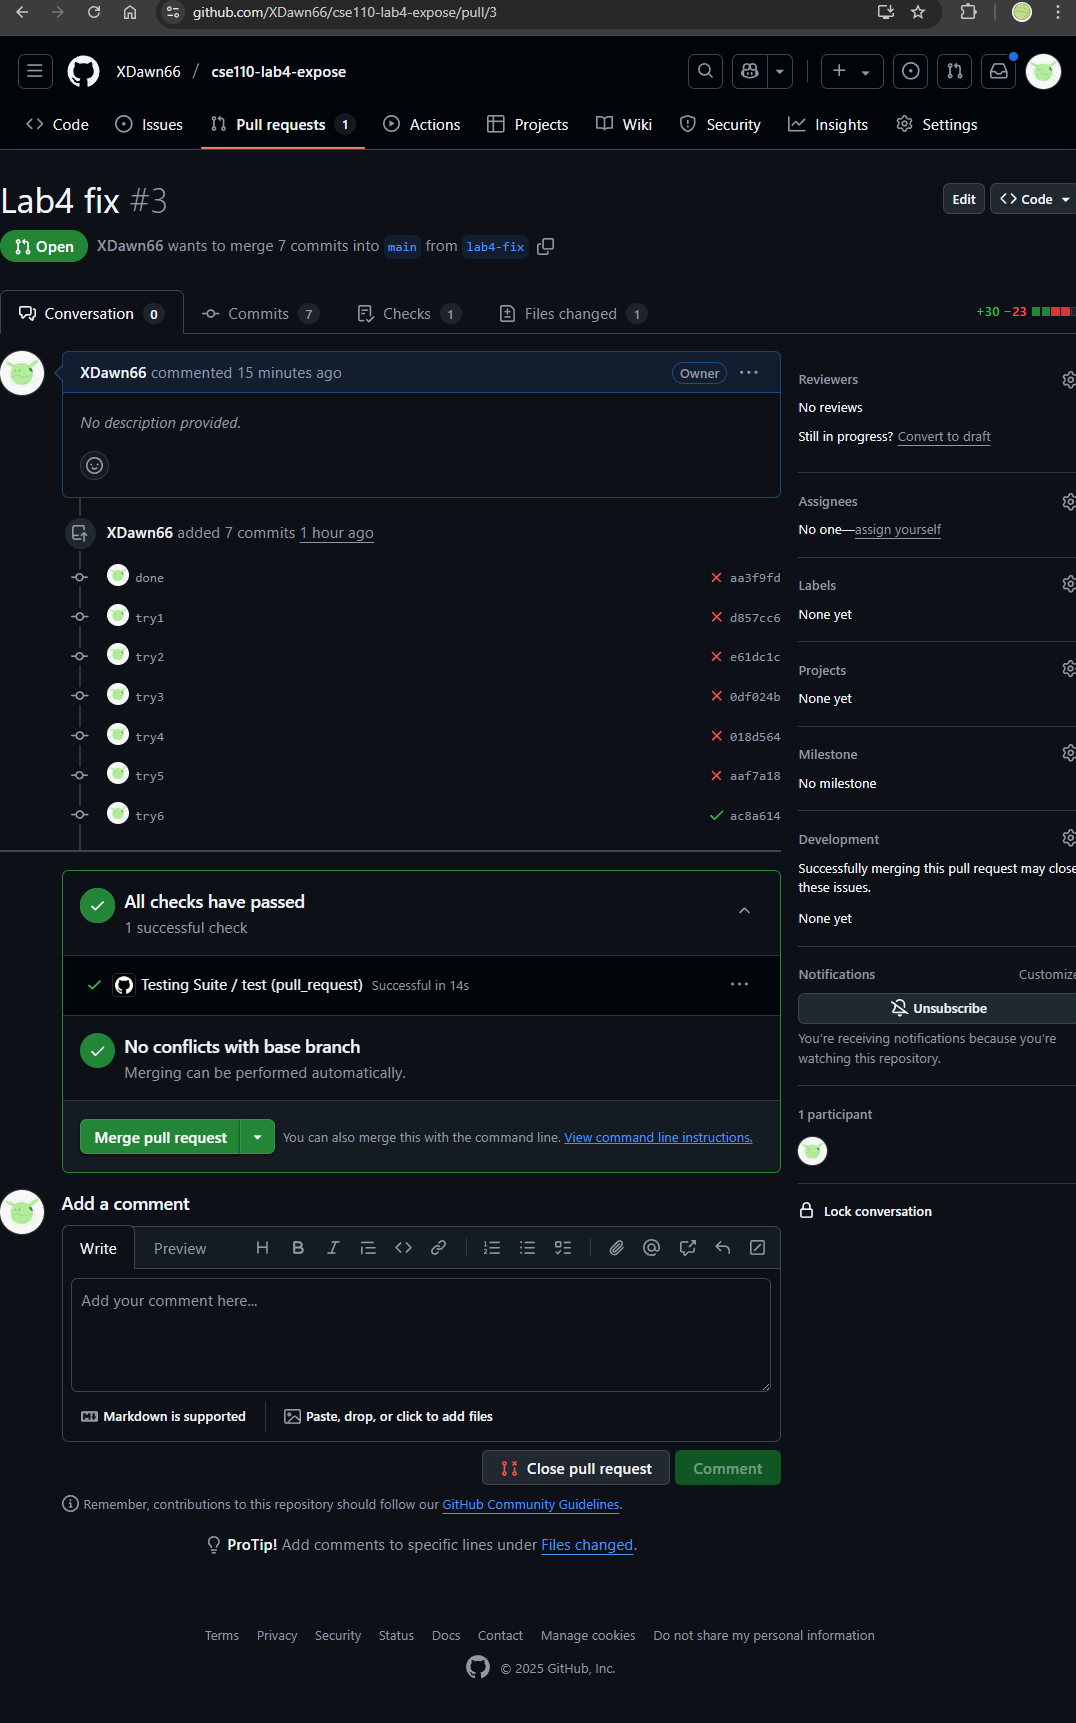 github.com/XDawn66/cse110-lab4-expose/pull/3
XDawn66 / cse110-lab4-expose
Code Issues Pull requests 1 Actions Projects Wiki Security Insights Settings
Lab4 fix #3
Edit Code
Open XDawn66 wants to merge 7 commits into main from lab4-fix
Conversation 0 Commits 7 Checks 1 Files changed 1 +30 −23
XDawn66 commented 15 minutes ago Owner
No description provided.
XDawn66 added 7 commits 1 hour ago
done aa3f9fd
try1 d857cc6
try2 e61dc1c
try3 0df024b
try4 018d564
try5 aaf7a18
try6 ac8a614
All checks have passed
1 successful check
Testing Suite / test (pull_request) Successful in 14s
No conflicts with base branch
Merging can be performed automatically.
Merge pull request You can also merge this with the command line. View command line instructions.
Add a comment
Write Preview
Add your comment here...
Markdown is supported Paste, drop, or click to add files
Close pull request Comment
Remember, contributions to this repository should follow our GitHub Community Guidelines.
ProTip! Add comments to specific lines under Files changed.
Reviewers
No reviews
Still in progress? Convert to draft
Assignees
No one—assign yourself
Labels
None yet
Projects
None yet
Milestone
No milestone
Development
Successfully merging this pull request may close
these issues.
None yet
Notifications Customize
Unsubscribe
You're receiving notifications because you're
watching this repository.
1 participant
Lock conversation
Terms Privacy Security Status Docs Contact Manage cookies Do not share my personal information
© 2025 GitHub, Inc.